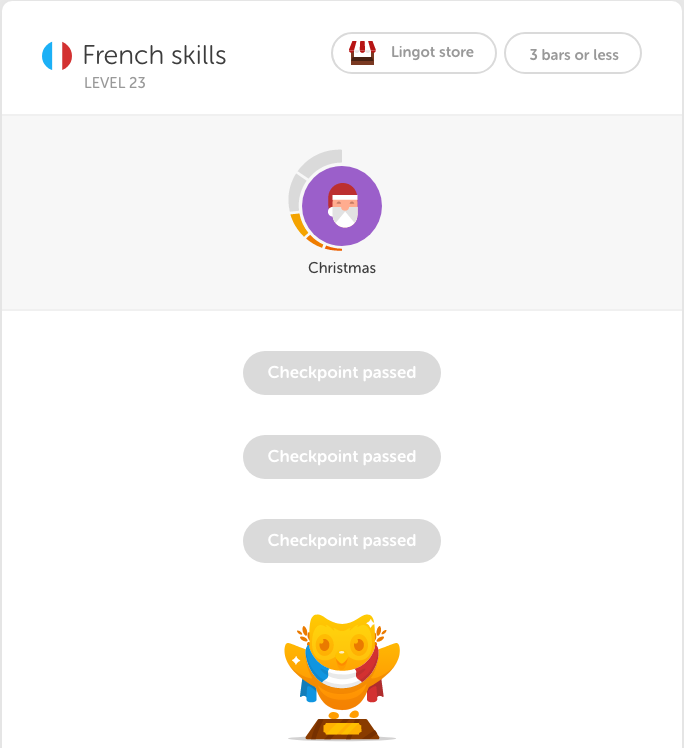 French skills
LEVEL 23
Lingot store
3 bars or less
Christmas
Checkpoint passed
Checkpoint passed
Checkpoint passed